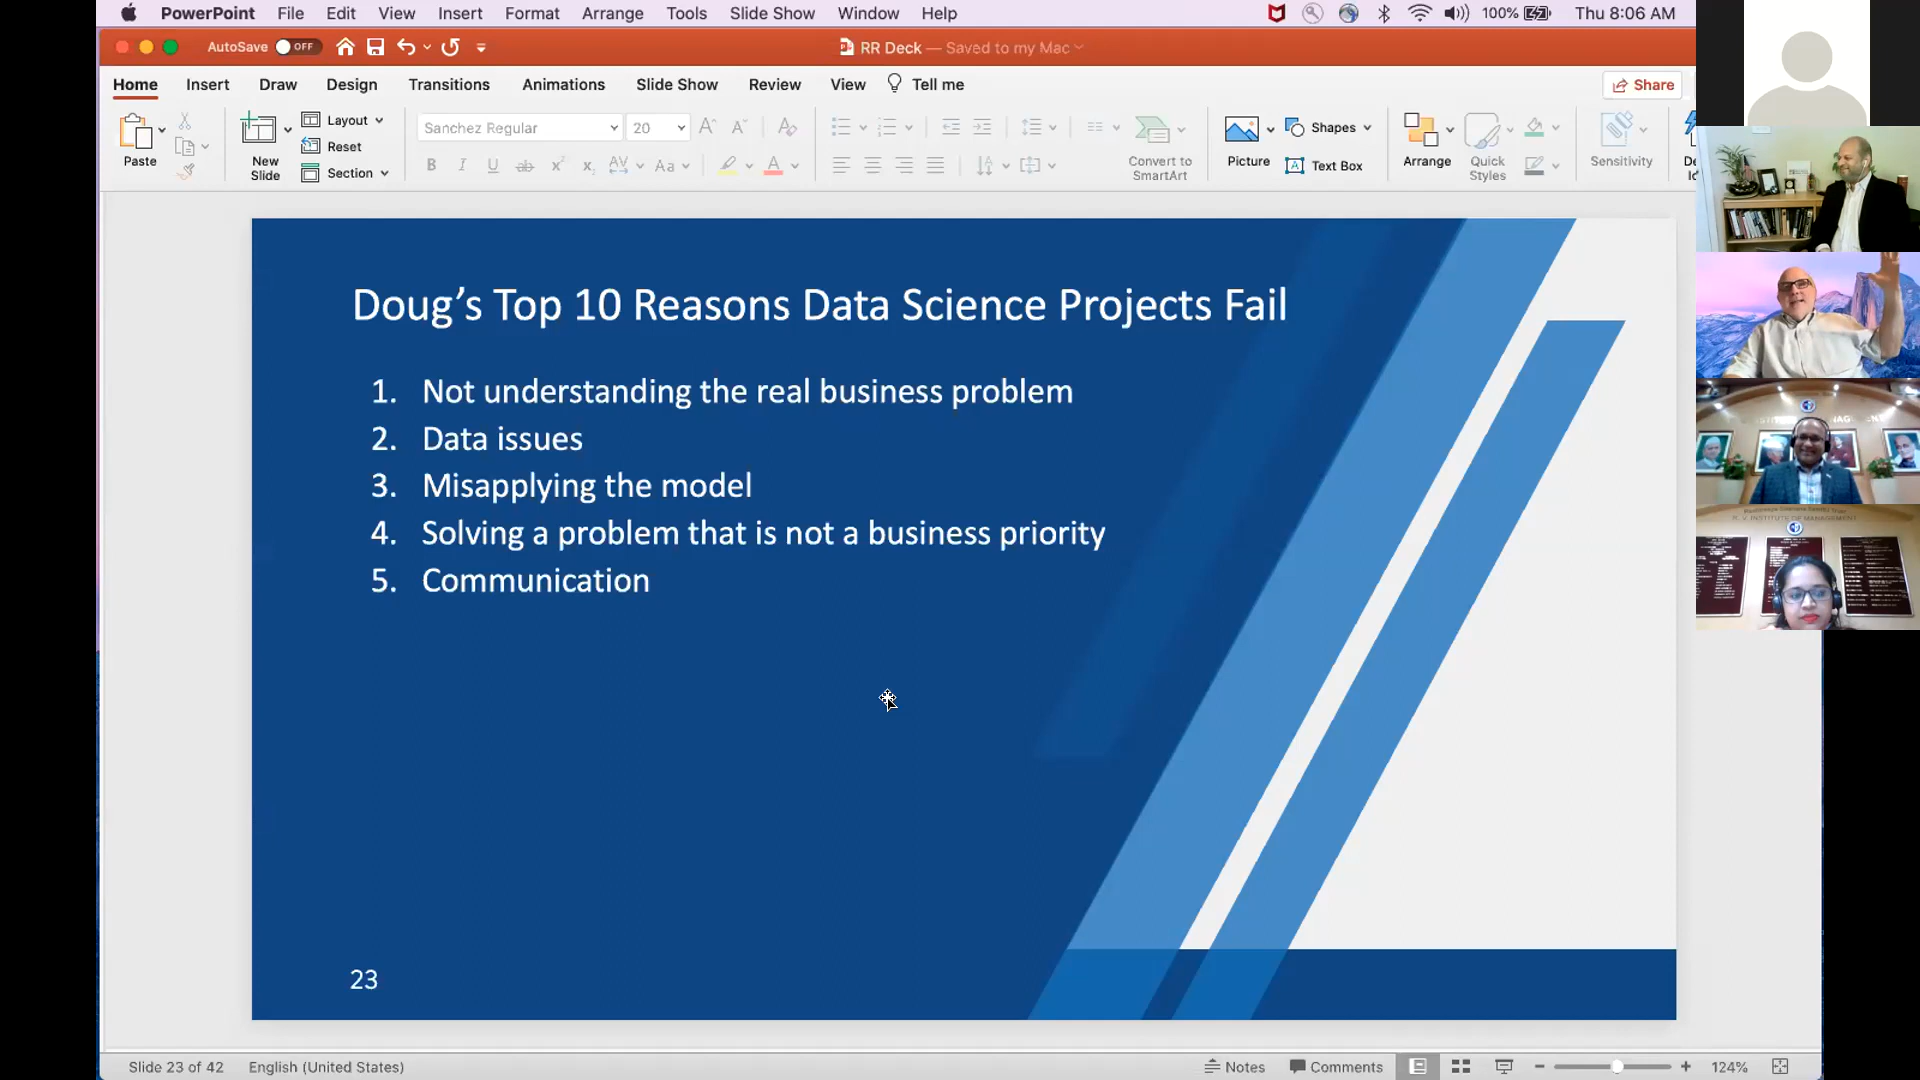 PowerPoint File Edit View Insert Format Arrange Tools Slide Show Window Help 100% Thu 8:06 AM
AutoSave OFF RR Deck — Saved to my Mac
Home Insert Draw Design Transitions Animations Slide Show Review View Tell me Share
Paste
New Slide
Layout
Reset
Section
Sanchez Regular 20
Convert to SmartArt
Picture
Shapes
Text Box
Arrange
Quick Styles
Sensitivity
Doug’s Top 10 Reasons Data Science Projects Fail
1. Not understanding the real business problem
2. Data issues
3. Misapplying the model
4. Solving a problem that is not a business priority
5. Communication
23
Slide 23 of 42 English (United States) Notes Comments 124%